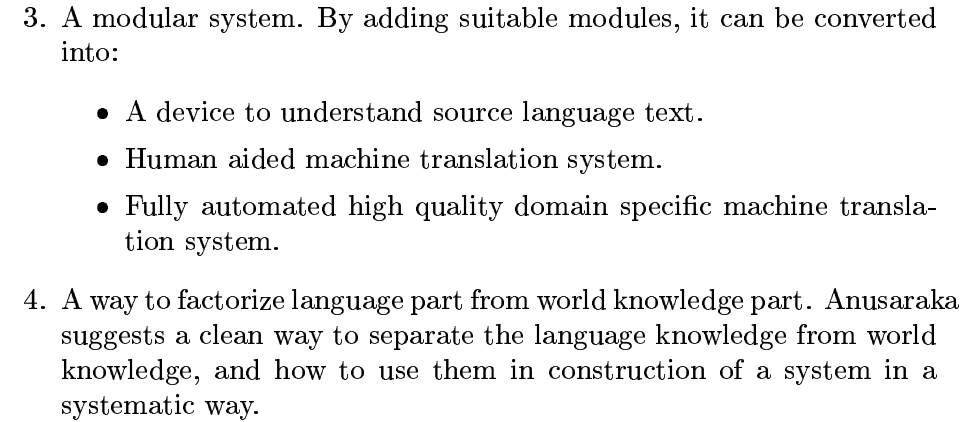 3. A modular system. By adding suitable modules, it can be converted
into:
• A device to understand source language text.
• Human aided machine translation system.
• Fully automated high quality domain specific machine transla-
tion system.
4. A way to factorize language part from world knowledge part. Anusaraka
suggests a clean way to separate the language knowledge from world
knowledge, and how to use them in construction of a system in a
systematic way.